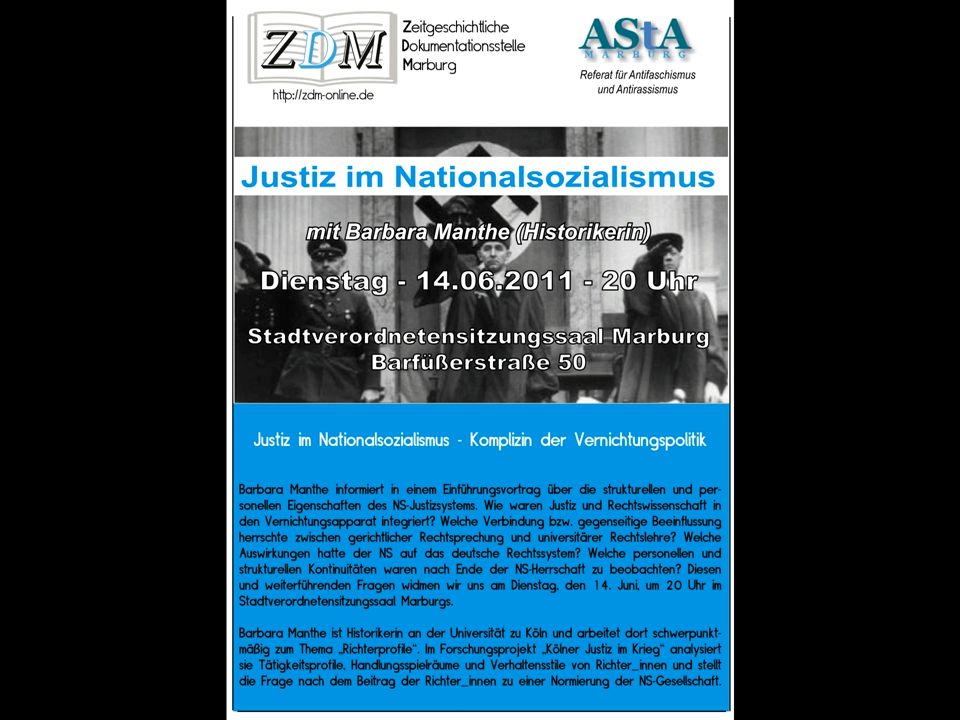 ZDM
Zeitgeschichtliche
Dokumentationsstelle
Marburg
http://zdm-online.de
AStA
MARBURG
Referat für Antifaschismus
und Antirassismus
Justiz im Nationalsozialismus
mit Barbara Manthe (Historikerin)
Dienstag - 14.06.2011 - 20 Uhr
Stadtverordnetensitzungssaal Marburg
Barfüßerstraße 50
Justiz im Nationalsozialismus - Komplizin der Vernichtungspolitik
Barbara Manthe informiert in einem Einführungsvortrag über die strukturellen und per-
sonellen Eigenschaften des NS-Justizsystems. Wie waren Justiz und Rechtswissenschaft in
den Vernichtungsapparat integriert? Welche Verbindung bzw. gegenseitige Beeinflussung
herrschte zwischen gerichtlicher Rechtsprechung und universitärer Rechtslehre? Welche
Auswirkungen hatte der NS auf das deutsche Rechtssystem? Welche personellen und
strukturellen Kontinuitäten waren nach Ende der NS-Herrschaft zu beobachten? Diesen
und weiterführenden Fragen widmen wir uns am Dienstag, den 14. Juni, um 20 Uhr im
Stadtverordnetensitzungssaal Marburgs.
Barbara Manthe ist Historikerin an der Universität zu Köln und arbeitet dort schwerpunkt-
mäßig zum Thema „Richterprofile“. Im Forschungsprojekt „Kölner Justiz im Krieg“ analysiert
sie Tätigkeitsprofile, Handlungsspielräume und Verhaltensstile von Richter_innen und stellt
die Frage nach dem Beitrag der Richter_innen zu einer Normierung der NS-Gesellschaft.